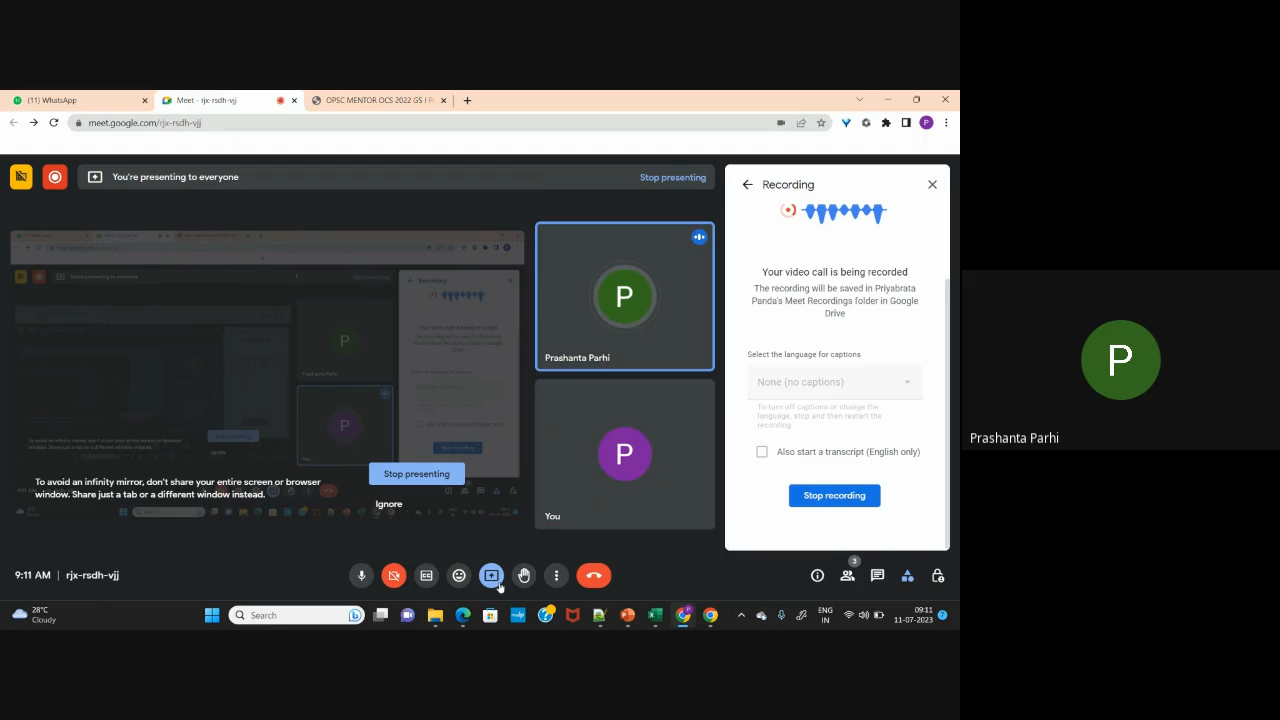 (11) WhatsApp
Meet - rjx-rsdh-vjj
OPSC MENTOR OCS 2022 GS I P
meet.google.com/rjx-rsdh-vjj
P
You're presenting to everyone
Stop presenting
Recording
Your video call is being recorded
The recording will be saved in Priyabrata
Panda's Meet Recordings folder in Google
Drive
Select the language for captions
None (no captions)
To turn off captions or change the
language, stop and then restart the
recording
Also start a transcript (English only)
Stop recording
P
Prashanta Parhi
P
You
To avoid an infinity mirror, don't share your entire screen or browser
window. Share just a tab or a different window instead.
Stop presenting
Ignore
9:11 AM
rjx-rsdh-vjj
3
28°C
Cloudy
Search
ENG
IN
09:11
11-07-2023
P
Prashanta Parhi